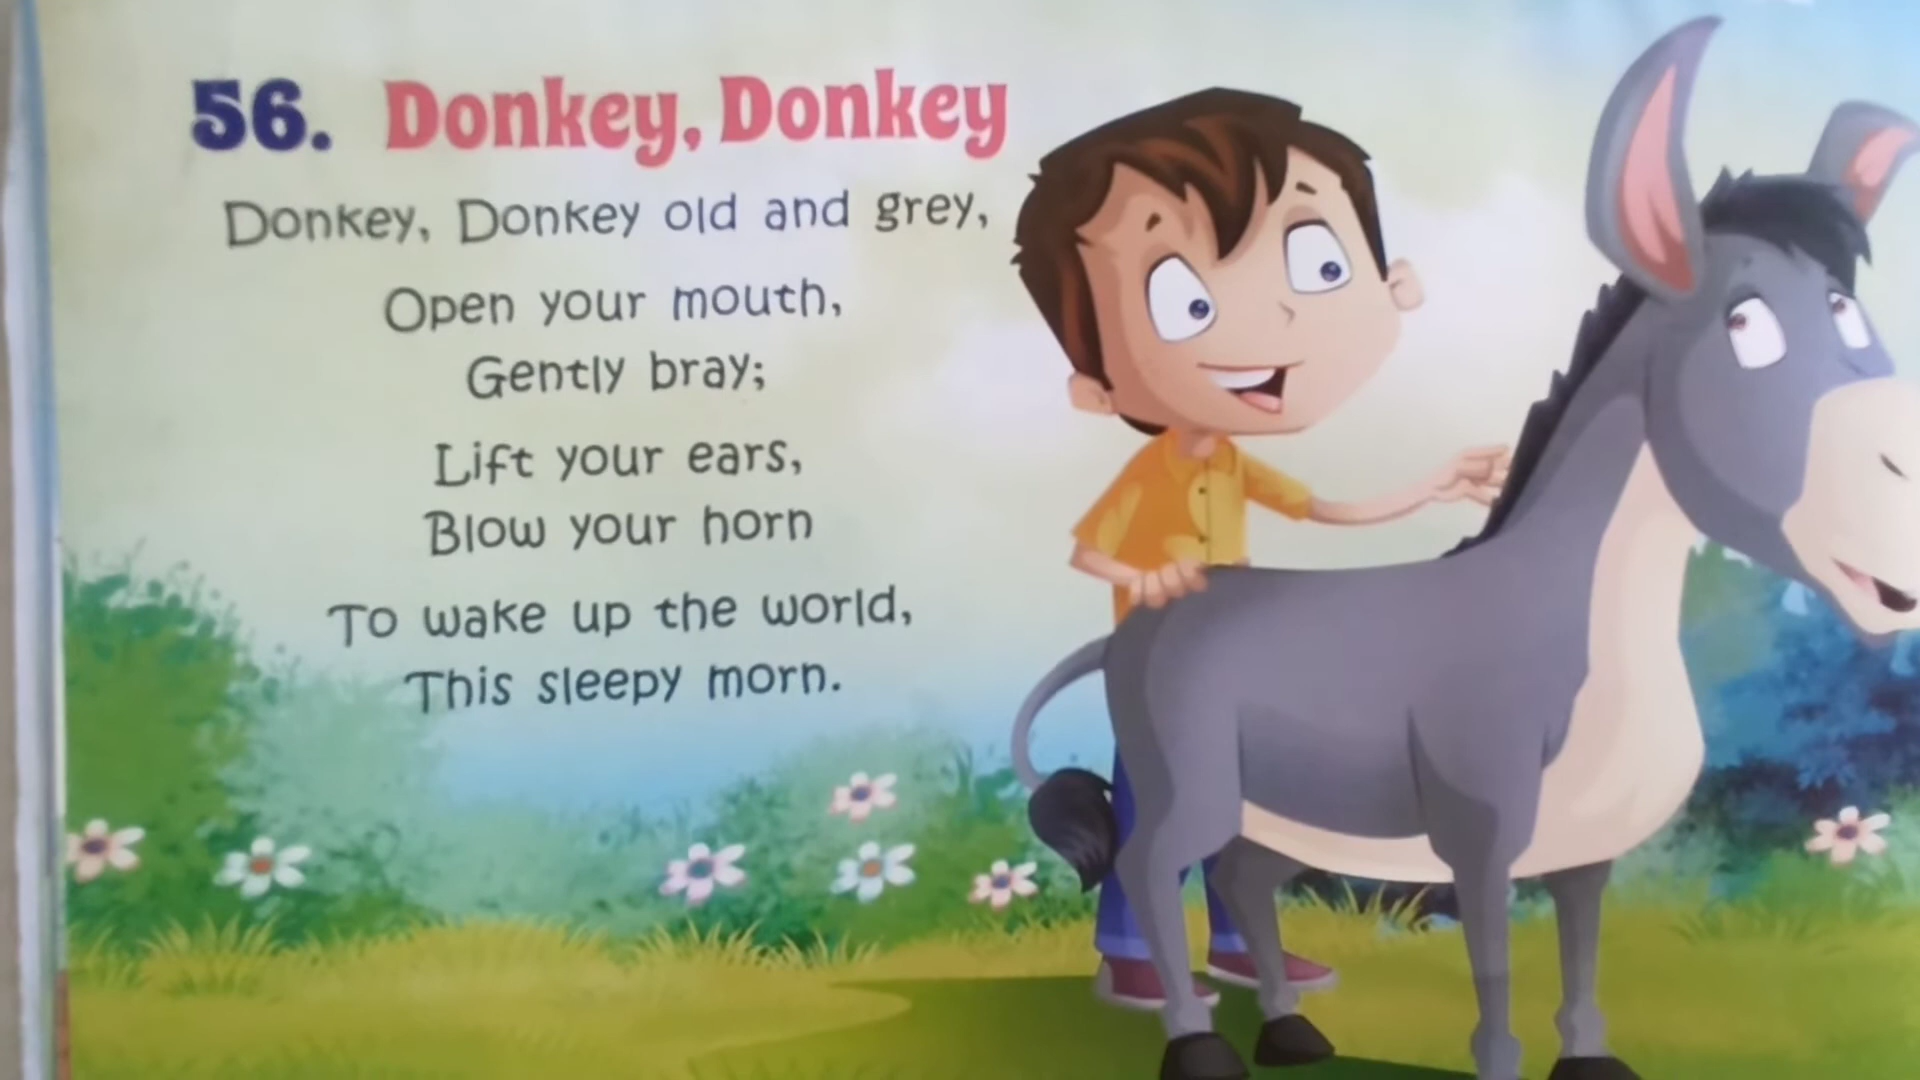 56. Donkey, Donkey
Donkey, Donkey old and grey,
Open your mouth,
Gently bray;
Lift your ears,
Blow your horn
To wake up the world,
This sleepy morn.